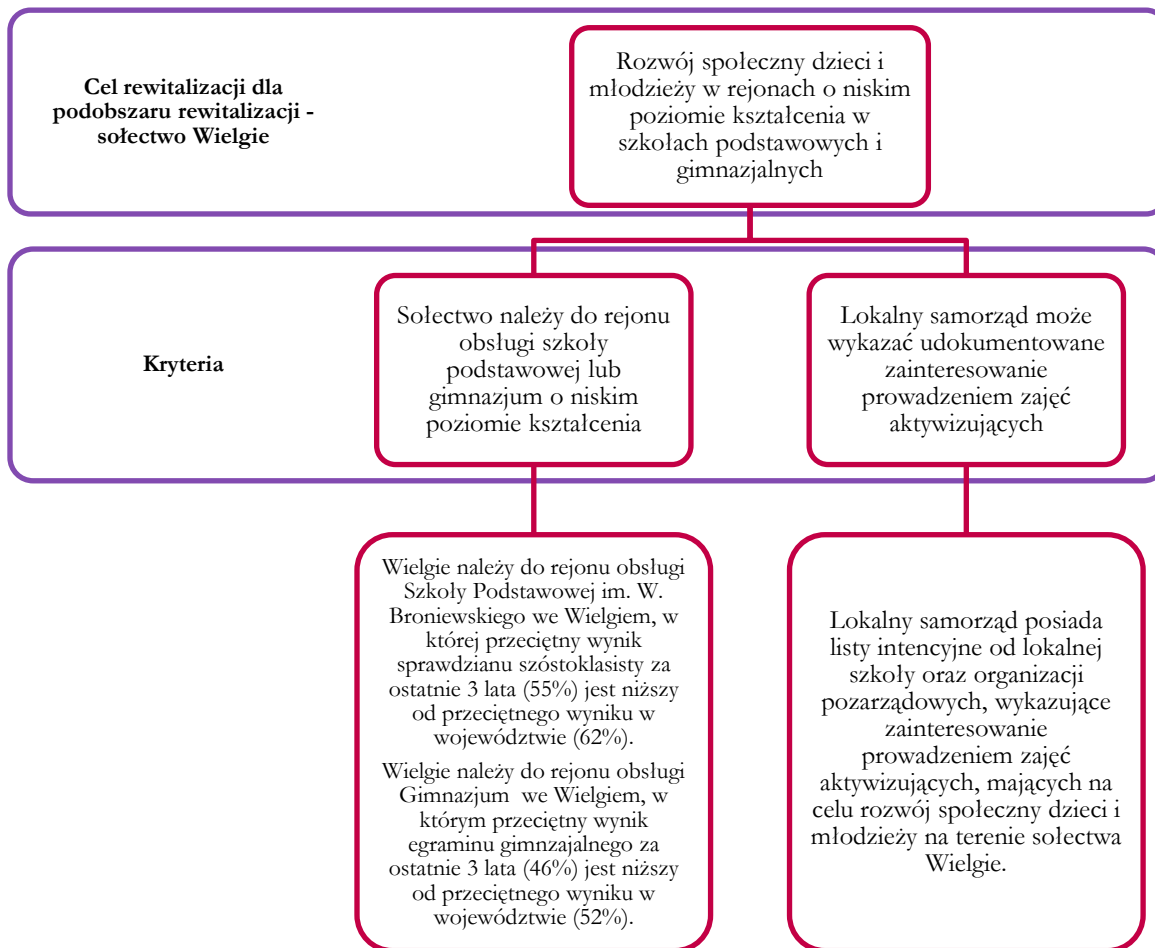 Cel rewitalizacji dla
podobszaru rewitalizacji -
sołectwo Wielgie
Rozwój społeczny dzieci i
młodzieży w rejonach o niskim
poziomie kształcenia w
szkołach podstawowych i
gimnazjalnych
Kryteria
Sołectwo należy do rejonu
obsługi szkoły
podstawowej lub
gimnazjum o niskim
poziomie kształcenia
Lokalny samorząd może
wykazać udokumentowane
zainteresowanie
prowadzeniem zajęć
aktywizujących
Wielgie należy do rejonu obsługi
Szkoły Podstawowej im. W.
Broniewskiego we Wielgiem, w
której przeciętny wynik
sprawdzianu szóstoklasisty za
ostatnie 3 lata (55%) jest niższy
od przeciętnego wyniku w
województwie (62%).
Wielgie należy do rejonu obsługi
Gimnazjum we Wielgiem, w
którym przeciętny wynik
egraminu gimnzajalnego za
ostatnie 3 lata (46%) jest niższy
od przeciętnego wyniku w
województwie (52%).
Lokalny samorząd posiada
listy intencyjne od lokalnej
szkoły oraz organizacji
pozarządowych, wykazujące
zainteresowanie
prowadzeniem zajęć
aktywizujących, mających na
celu rozwój społeczny dzieci i
młodzieży na terenie sołectwa
Wielgie.